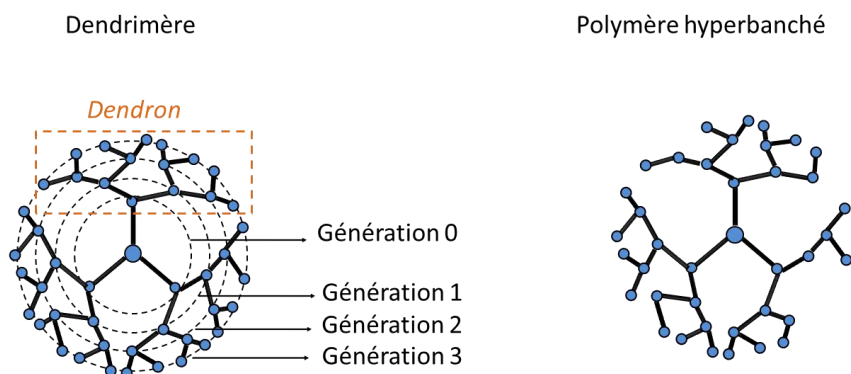 Dendrimère
Polymère hyperbanché
Dendron
Génération 0
Génération 1
Génération 2
Génération 3